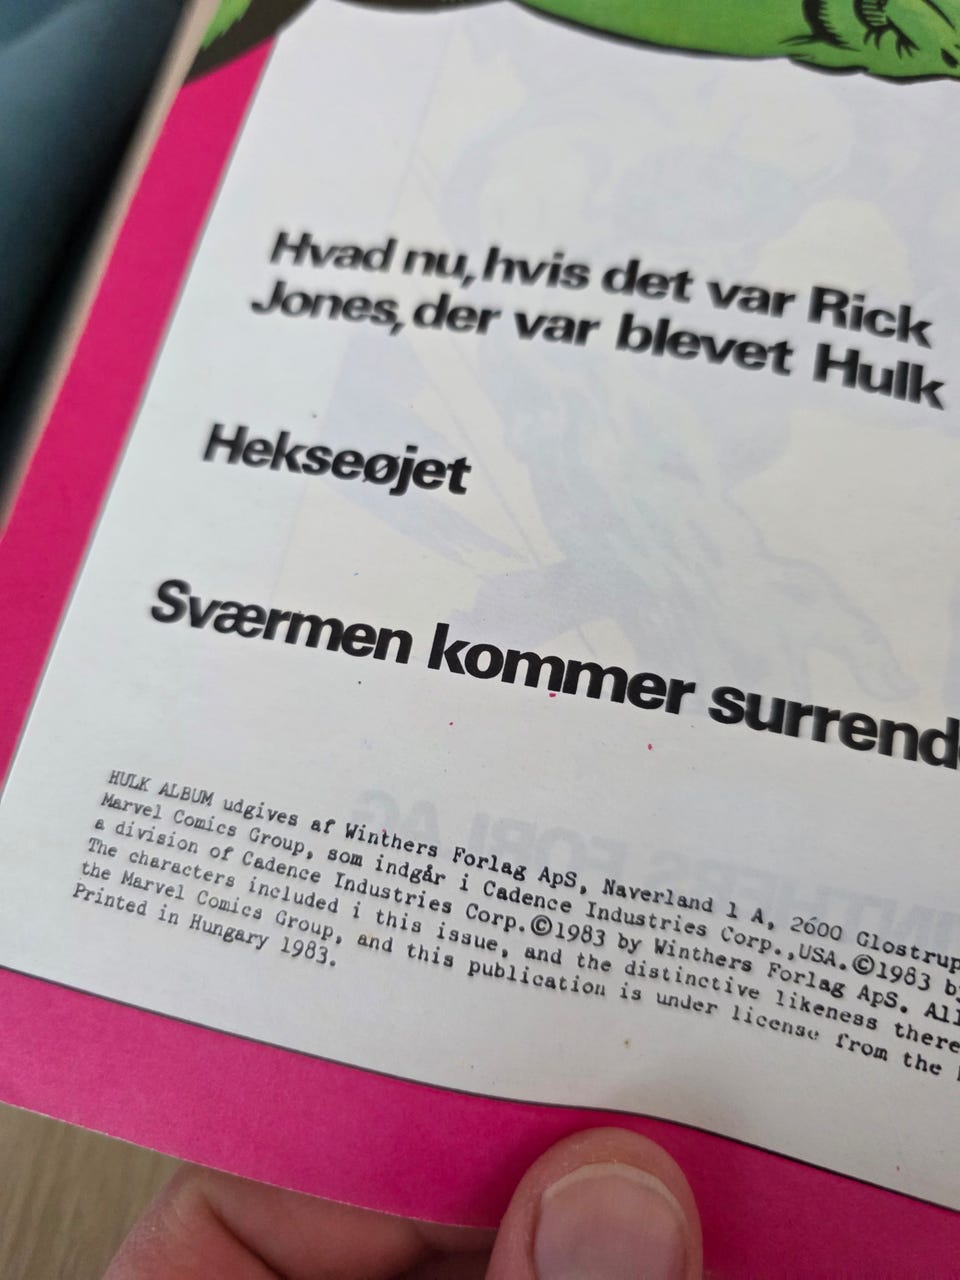 Hvad nu, hvis det var Rick
Jones, der var blevet Hulk
Hekseøjet
Sværmen kommer
HULK ALBUM udgives af Winthers Forlag ApS, Naverland 1 A, 2600 Glostrup
Marvel Comics Group, som indgår i Cadence Industries Corp.,USA.©1983
a division of Cadence Industries Corp.©1983 by Winthers Forlag ApS. All
The characters included i this issue, and the distinctive likeness
the Marvel Comics Group, and this publication is under license from the
Printed in Hungary 1983.